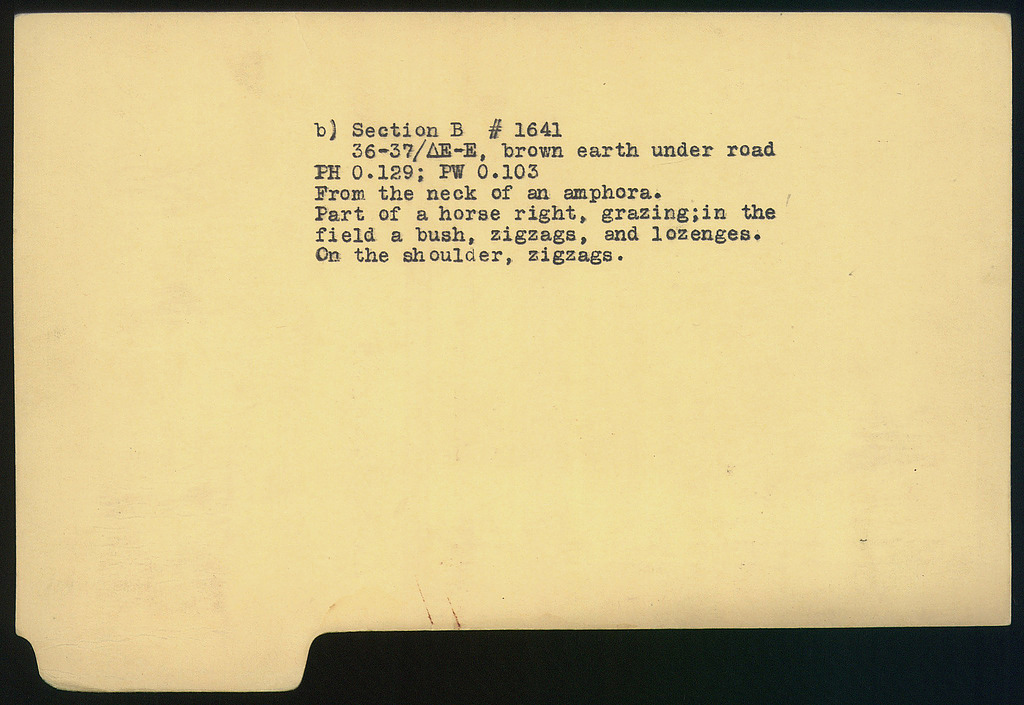 b) Section B # 1641
36-37/ΔE-E, brown earth under road
PH 0.129; PW 0.103
From the neck of an amphora.
Part of a horse right, grazing;in the
field a bush, zigzags, and lozenges.
On the shoulder, zigzags.